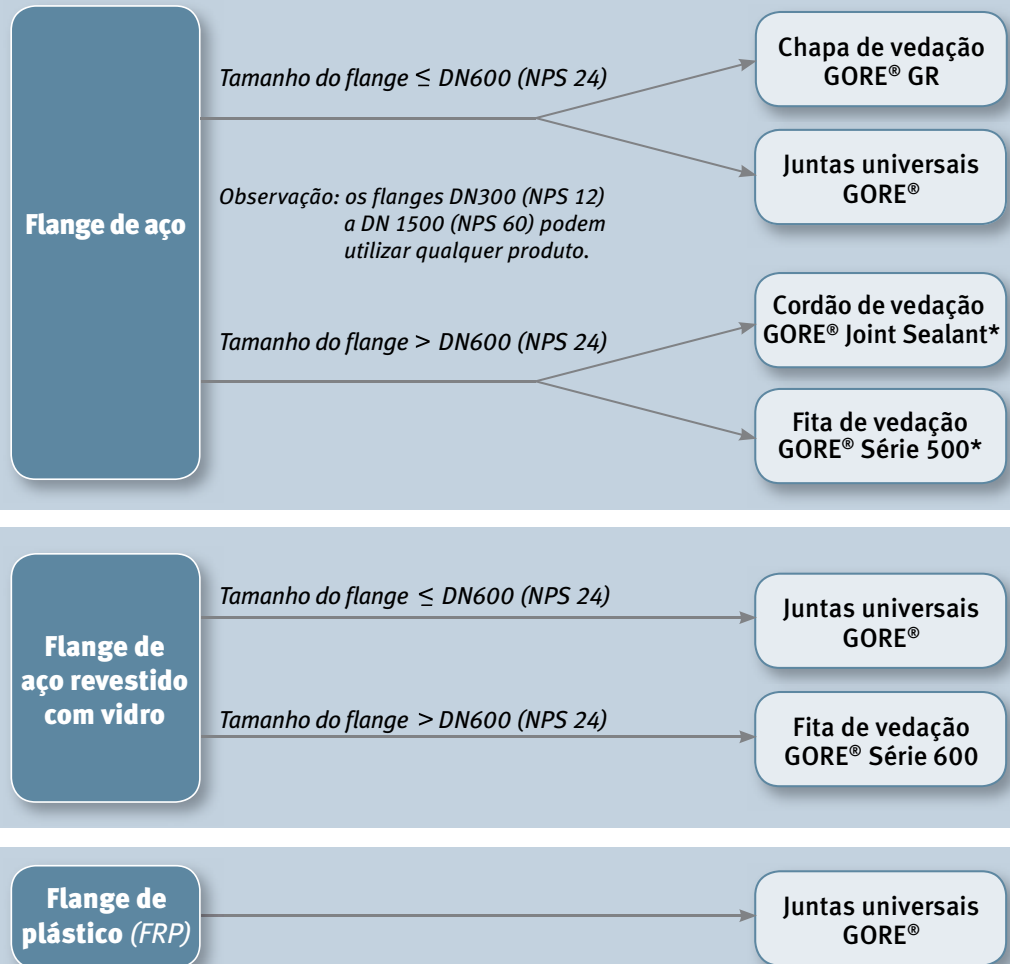 Flange de aço
Tamanho do flange ≤ DN600 (NPS 24)
Chapa de vedação
GORE® GR
Juntas universais
GORE®
Observação: os flanges DN300 (NPS 12)
a DN 1500 (NPS 60) podem
utilizar qualquer produto.
Tamanho do flange > DN600 (NPS 24)
Cordão de vedação
GORE® Joint Sealant*
Fita de vedação
GORE® Série 500*
Flange de
aço revestido
com vidro
Tamanho do flange ≤ DN600 (NPS 24)
Juntas universais
GORE®
Tamanho do flange > DN600 (NPS 24)
Fita de vedação
GORE® Série 600
Flange de
plástico (FRP)
Juntas universais
GORE®